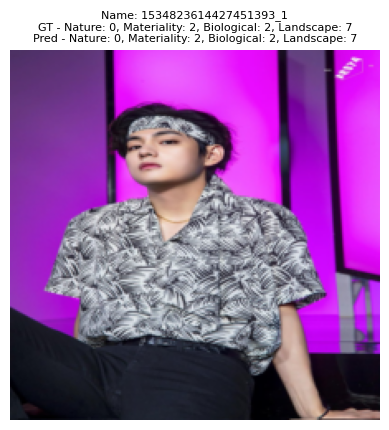 Name: 1534823614427451393_1
GT - Nature: 0, Materiality: 2, Biological: 2, Landscape: 7
Pred - Nature: 0, Materiality: 2, Biological: 2, Landscape: 7